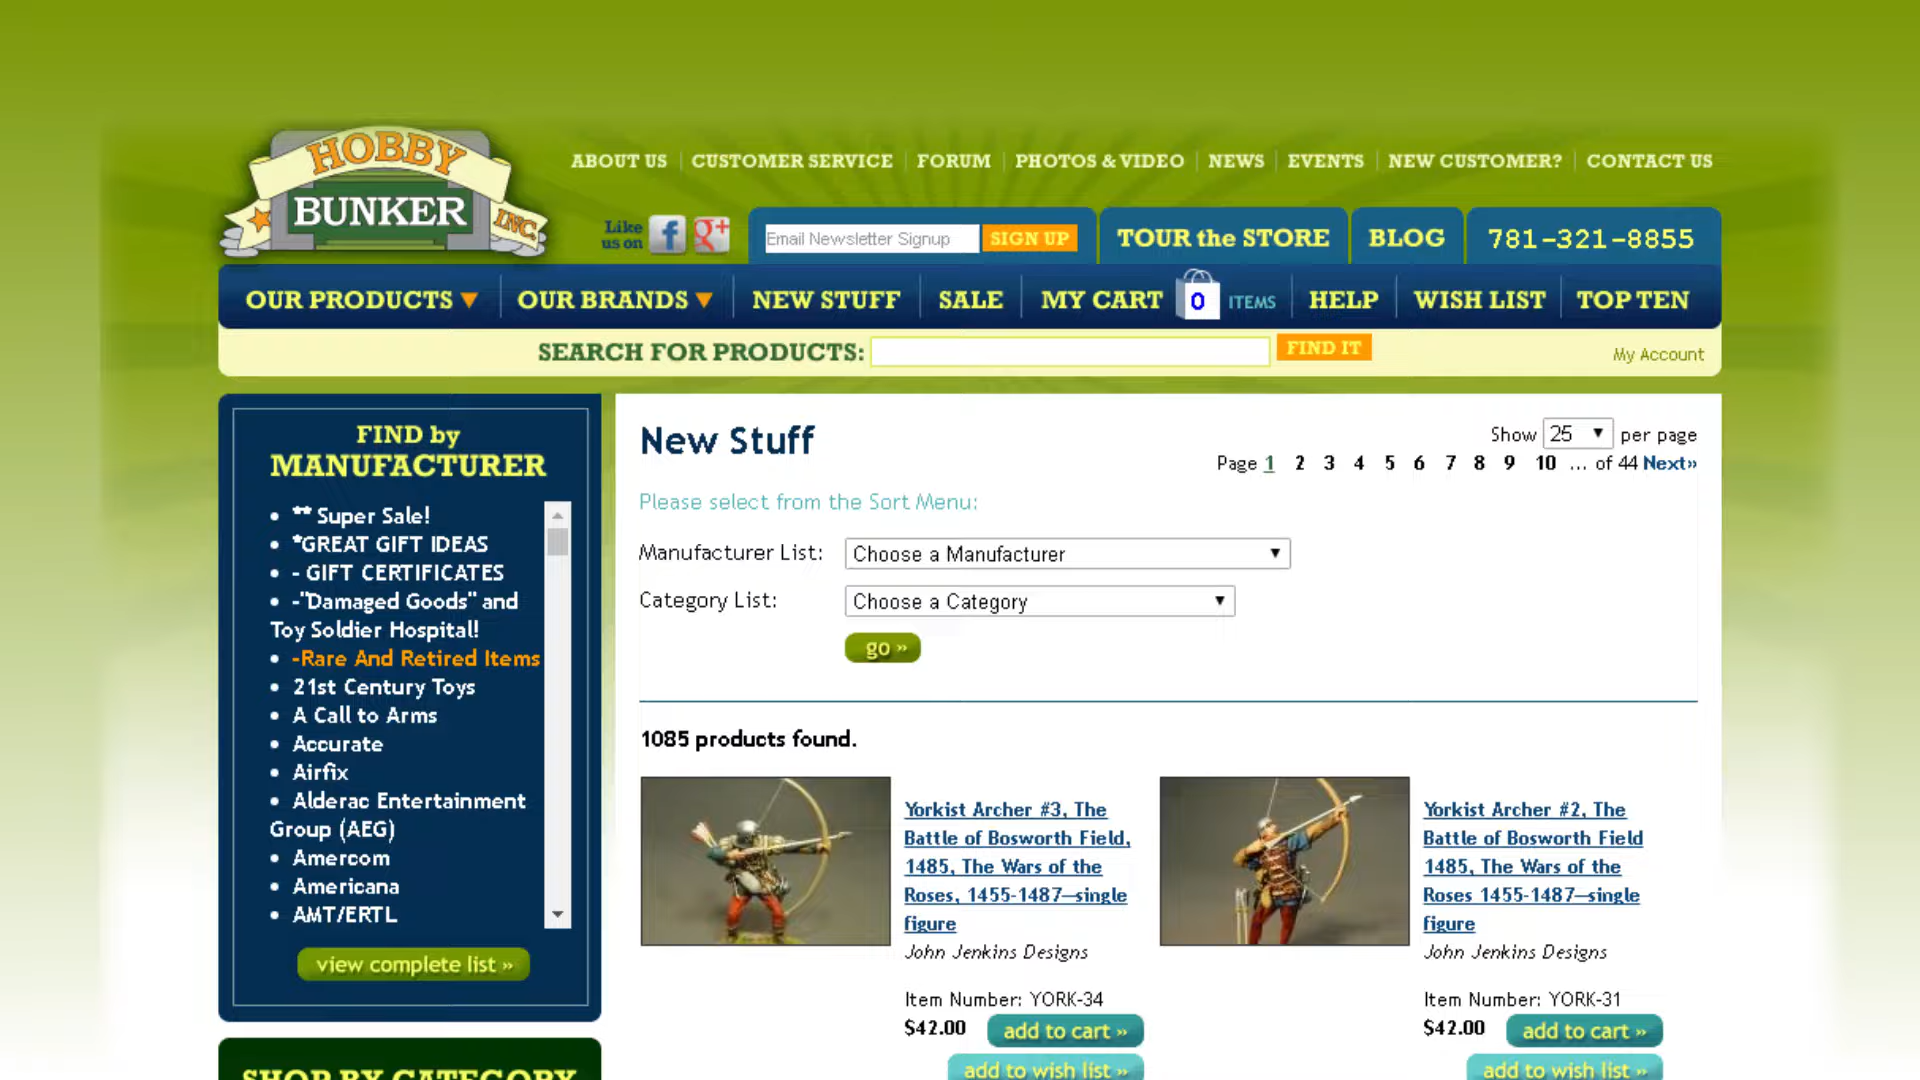 HOBBY
BUNKER
INC.
ABOUT US CUSTOMER SERVICE FORUM PHOTOS & VIDEO NEWS EVENTS NEW CUSTOMER? CONTACT US
Like
us on
f
g+
Email Newsletter Signup SIGN UP
TOUR the STORE BLOG 781-321-8855
OUR PRODUCTS ▼ OUR BRANDS ▼ NEW STUFF SALE MY CART 0 ITEMS HELP WISH LIST TOP TEN
SEARCH FOR PRODUCTS: FIND IT My Account
FIND by
MANUFACTURER
• ** Super Sale!
• *GREAT GIFT IDEAS
• - GIFT CERTIFICATES
• -"Damaged Goods" and
Toy Soldier Hospital!
• -Rare And Retired Items
• 21st Century Toys
• A Call to Arms
• Accurate
• Airfix
• Alderac Entertainment
Group (AEG)
• Amercom
• Americana
• AMT/ERTL
view complete list »
SHOP BY CATEGORY
New Stuff
Show 25 ▼ per page
Page 1 2 3 4 5 6 7 8 9 10 ... of 44 Next»
Please select from the Sort Menu:
Manufacturer List: Choose a Manufacturer ▼
Category List: Choose a Category ▼
go »
1085 products found.
Yorkist Archer #3, The
Battle of Bosworth Field,
1485, The Wars of the
Roses, 1455-1487—single
figure
John Jenkins Designs
Item Number: YORK-34
$42.00 add to cart »
add to wish list »
Yorkist Archer #2, The
Battle of Bosworth Field
1485, The Wars of the
Roses 1455-1487—single
figure
John Jenkins Designs
Item Number: YORK-31
$42.00 add to cart »
add to wish list »